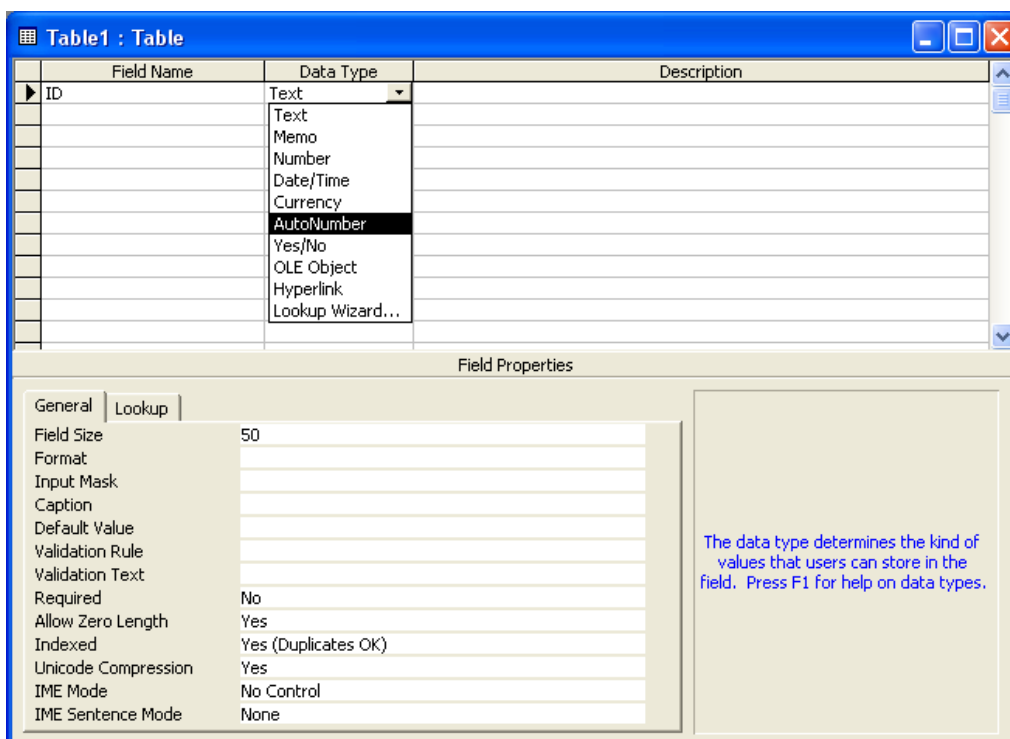 Table1 : Table
Field Name Data Type Description
ID Text
Text
Memo
Number
Date/Time
Currency
AutoNumber
Yes/No
OLE Object
Hyperlink
Lookup Wizard...
Field Properties
General Lookup
Field Size 50
Format
Input Mask
Caption
Default Value
Validation Rule
Validation Text
Required No
Allow Zero Length Yes
Indexed Yes (Duplicates OK)
Unicode Compression Yes
IME Mode No Control
IME Sentence Mode None
The data type determines the kind of
values that users can store in the
field. Press F1 for help on data types.